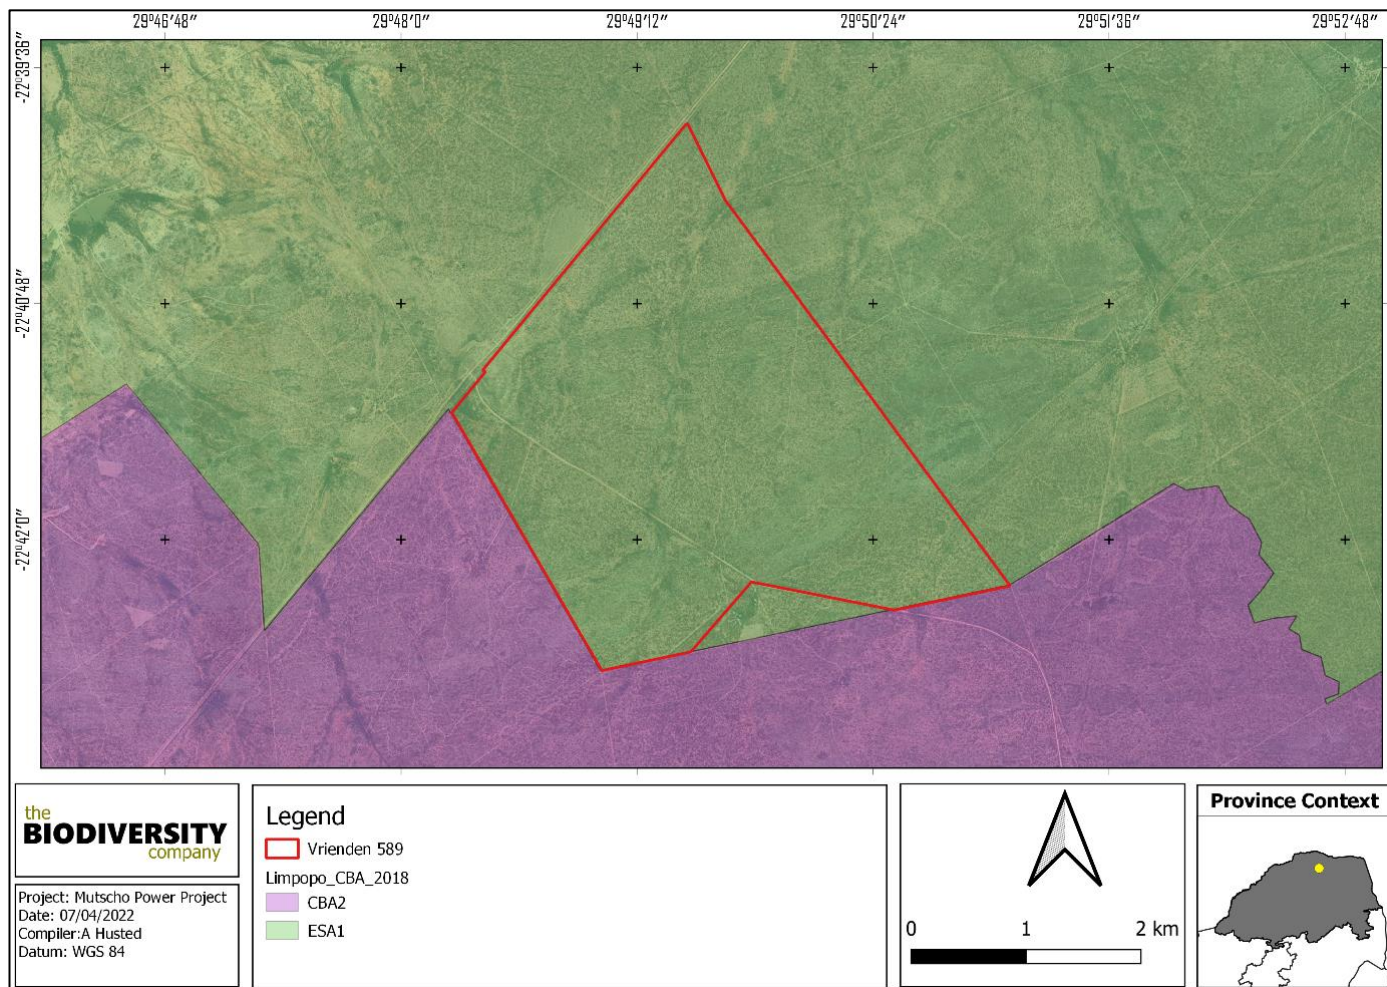 29°46′48″ 29°48′0″ 29°49′12″ 29°50′24″ 29°51′36″ 29°52′48″
-22°39′36″
-22°40′48″
-22°42′0″
the
BIODIVERSITY
company
Project: Mutscho Power Project
Date: 07/04/2022
Compiler:A Husted
Datum: WGS 84
Legend
Vrienden 589
Limpopo_CBA_2018
CBA2
ESA1
0 1 2 km
Province Context